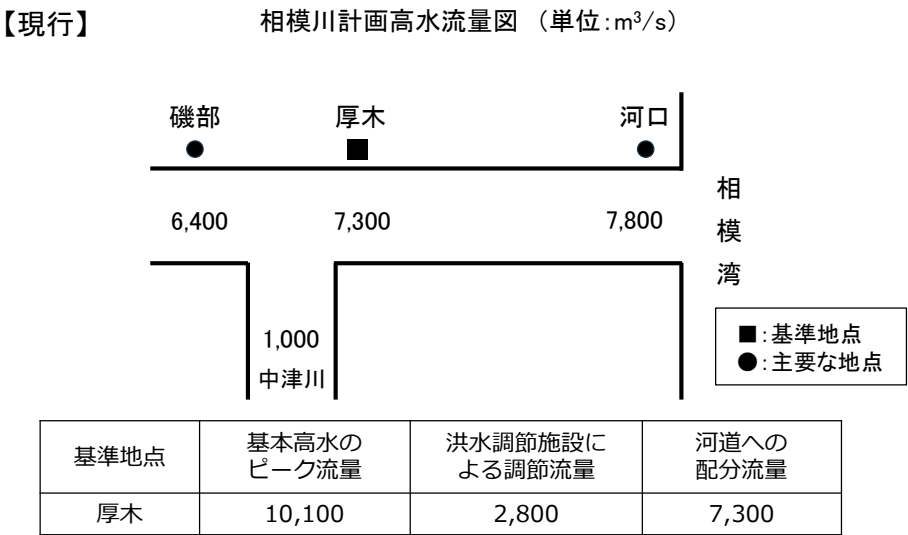 【現行】
相模川計画高水流量図 (単位:m³/s)
磯部
厚木
河口
6,400
7,300
7,800
相模湾
1,000
中津川
■:基準地点
●:主要な地点
基準地点
基本高水の
ピーク流量
洪水調節施設に
よる調節流量
河道への
配分流量
厚木
10,100
2,800
7,300